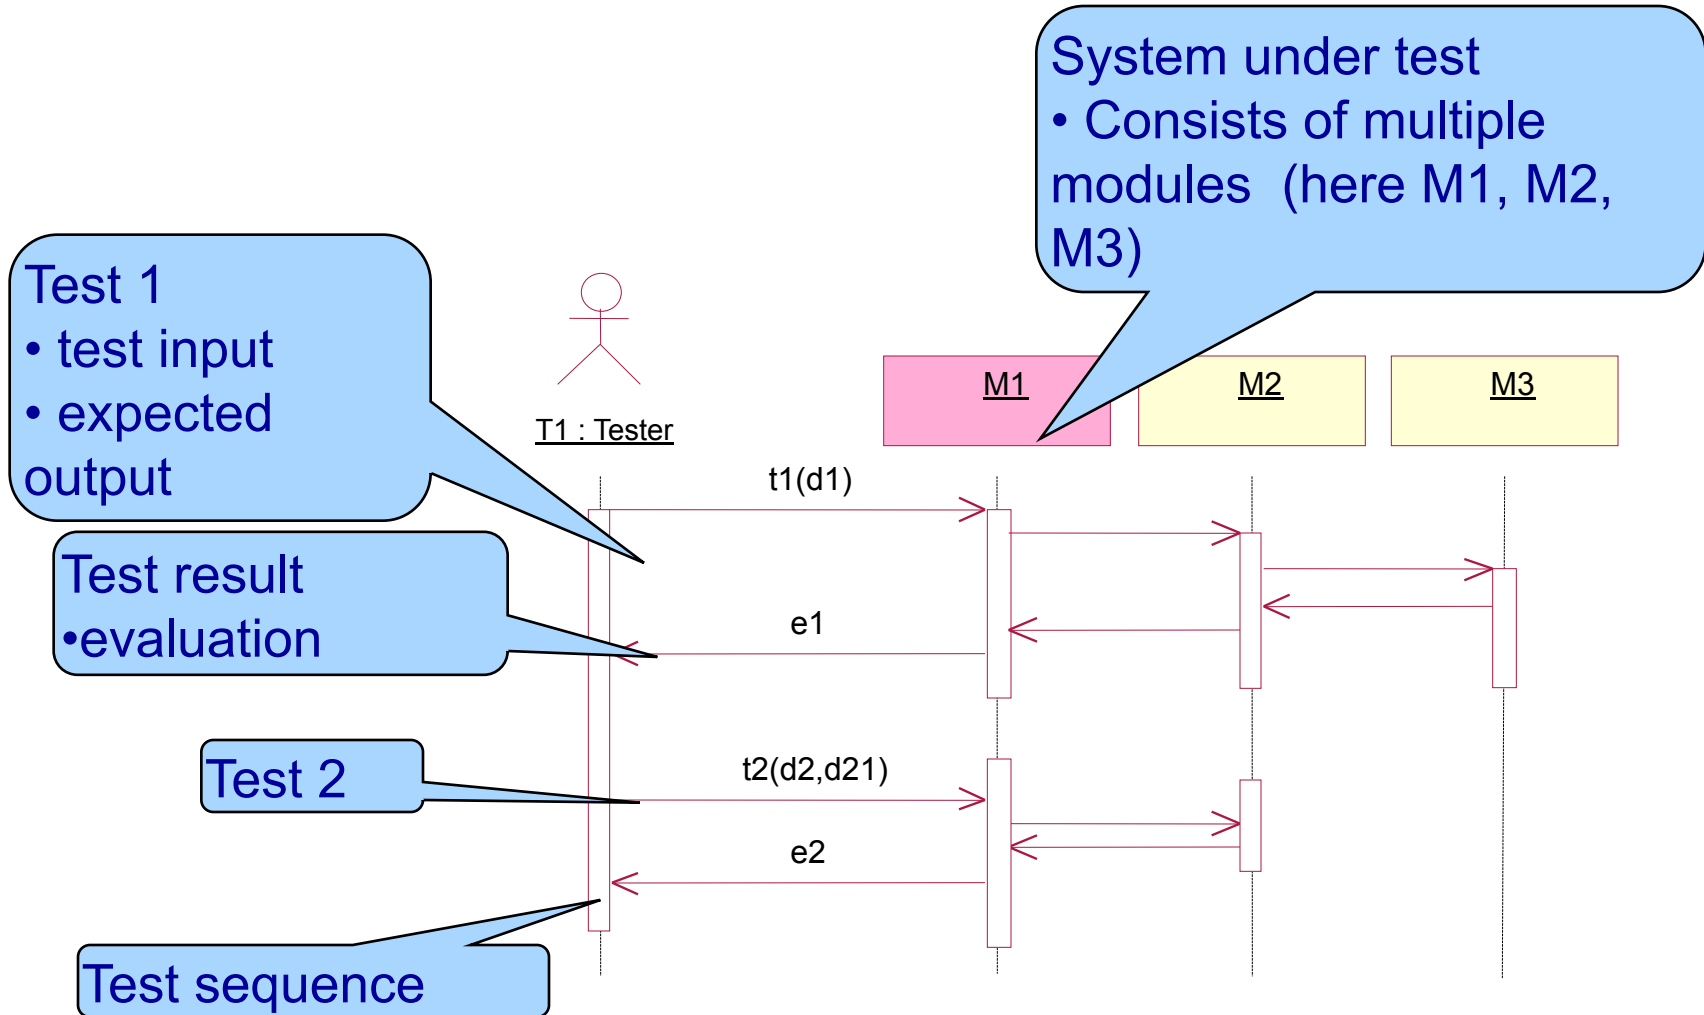 System under test
• Consists of multiple
modules (here M1, M2,
M3)
Test 1
• test input
• expected
output
T1 : Tester
M1
M2
M3
t1(d1)
Test result
•evaluation
e1
Test 2
t2(d2,d21)
e2
Test sequence